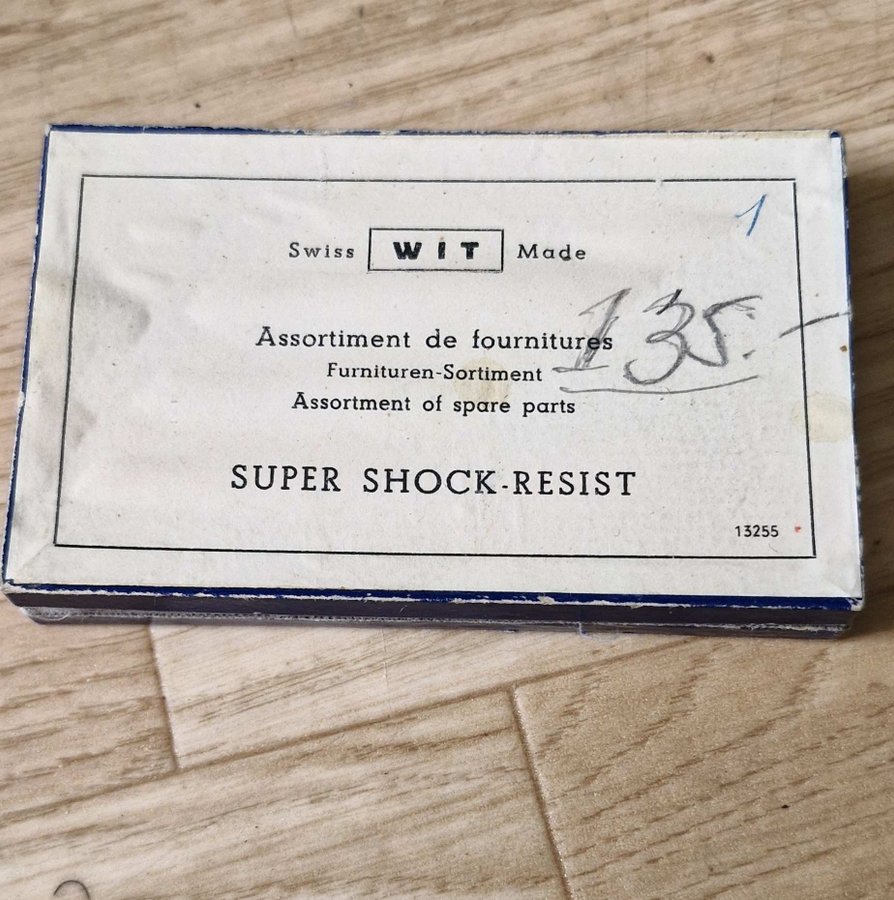 1
Swiss WIT Made
Assortiment de fournitures
135.-
Furnituren-Sortiment
Assortment of spare parts
SUPER SHOCK-RESIST
13255